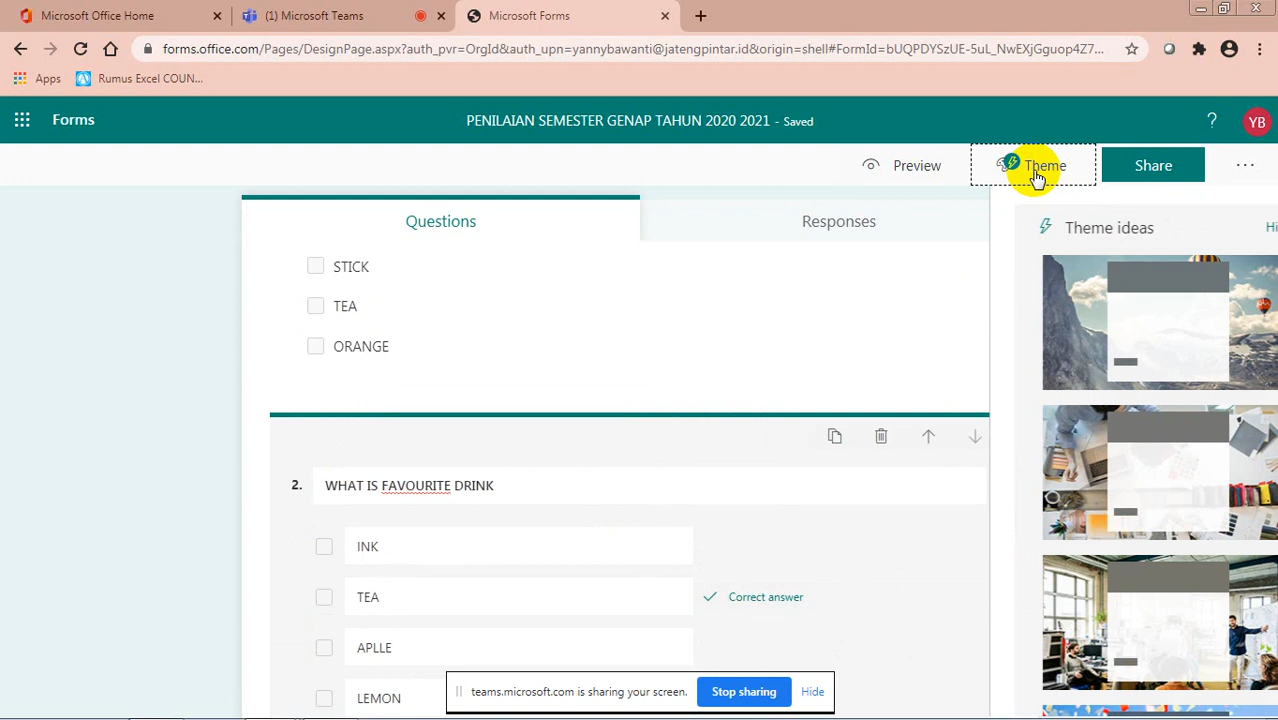 Microsoft Office Home
(1) Microsoft Teams
Microsoft Forms
forms.office.com/Pages/DesignPage.aspx?auth_pvr=OrgId&auth_upn=yannybawanti@jatengpintar.id&origin=shell#FormId=bUQPDYSzUE-5uL_NwEXjGguop4Z7...
Apps
Rumus Excel COUN...
Forms
PENILAIAN SEMESTER GENAP TAHUN 2020 2021 - Saved
?
YB
Preview
Theme
Share
...
Questions
Responses
Theme ideas
Hi
STICK
TEA
ORANGE
2.
WHAT IS FAVOURITE DRINK
INK
TEA
Correct answer
APLLE
LEMON
teams.microsoft.com is sharing your screen.
Stop sharing
Hide